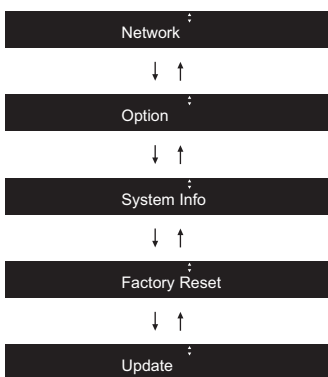 Network
Option
System Info
Factory Reset
Update